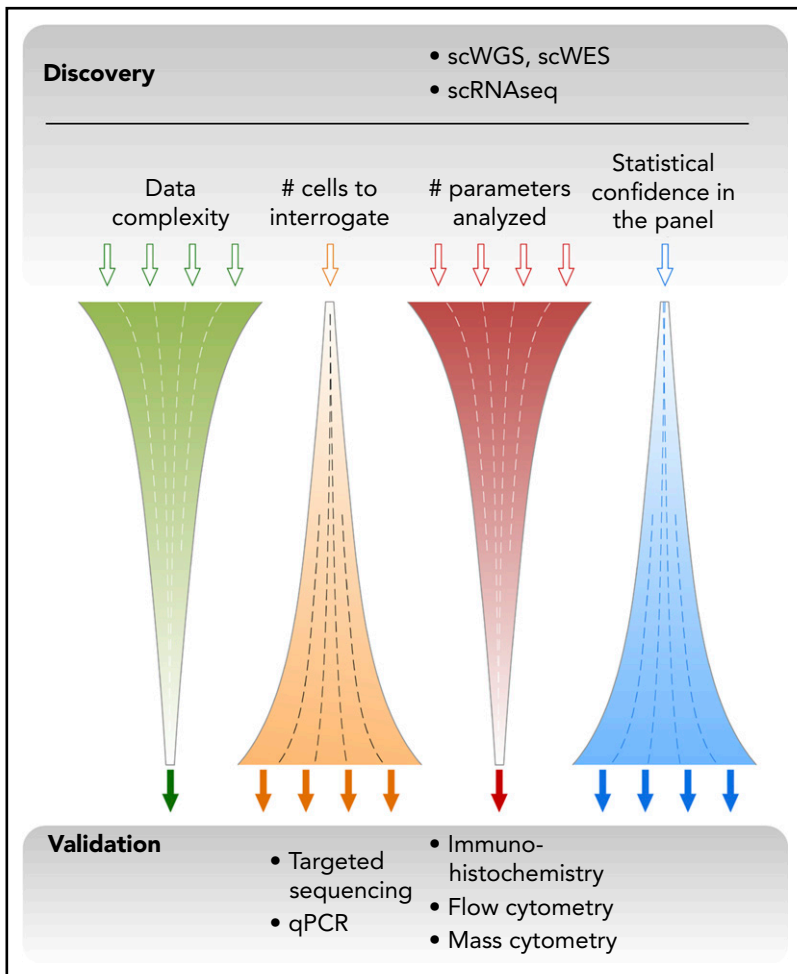 Discovery
• scWGS, scWES
• scRNAseq
Data
complexity
# cells to
interrogate
# parameters
analyzed
Statistical
confidence in
the panel
Validation
• Targeted
sequencing
• qPCR
• Immuno-
histochemistry
• Flow cytometry
• Mass cytometry